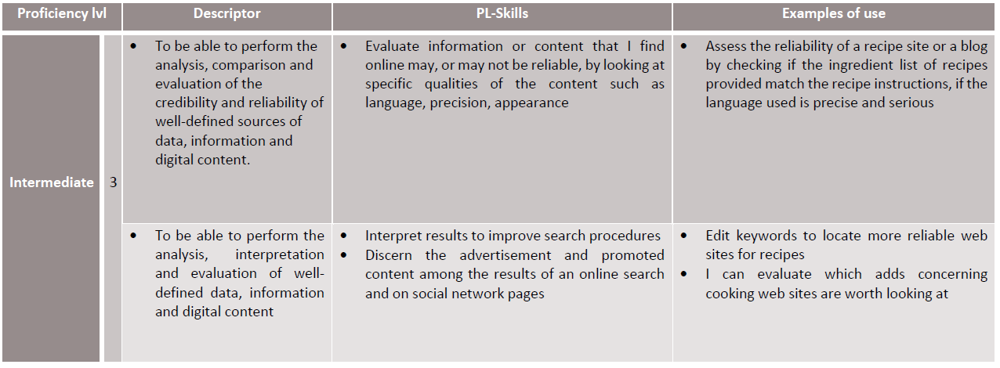 Proficiency lvl
Descriptor
PL-Skills
Examples of use
Intermediate
3
• To be able to perform the
analysis, comparison and
evaluation of the
credibility and reliability of
well-defined sources of
data, information and
digital content.
• Evaluate information or content that I find
online may, or may not be reliable, by looking at
specific qualities of the content such as
language, precision, appearance
• Assess the reliability of a recipe site or a blog
by checking if the ingredient list of recipes
provided match the recipe instructions, if the
language used is precise and serious
• To be able to perform the
analysis, interpretation
and evaluation of well-
defined data, information
and digital content
• Interpret results to improve search procedures
• Discern the advertisement and promoted
content among the results of an online search
and on social network pages
• Edit keywords to locate more reliable web
sites for recipes
• I can evaluate which adds concerning
cooking web sites are worth looking at